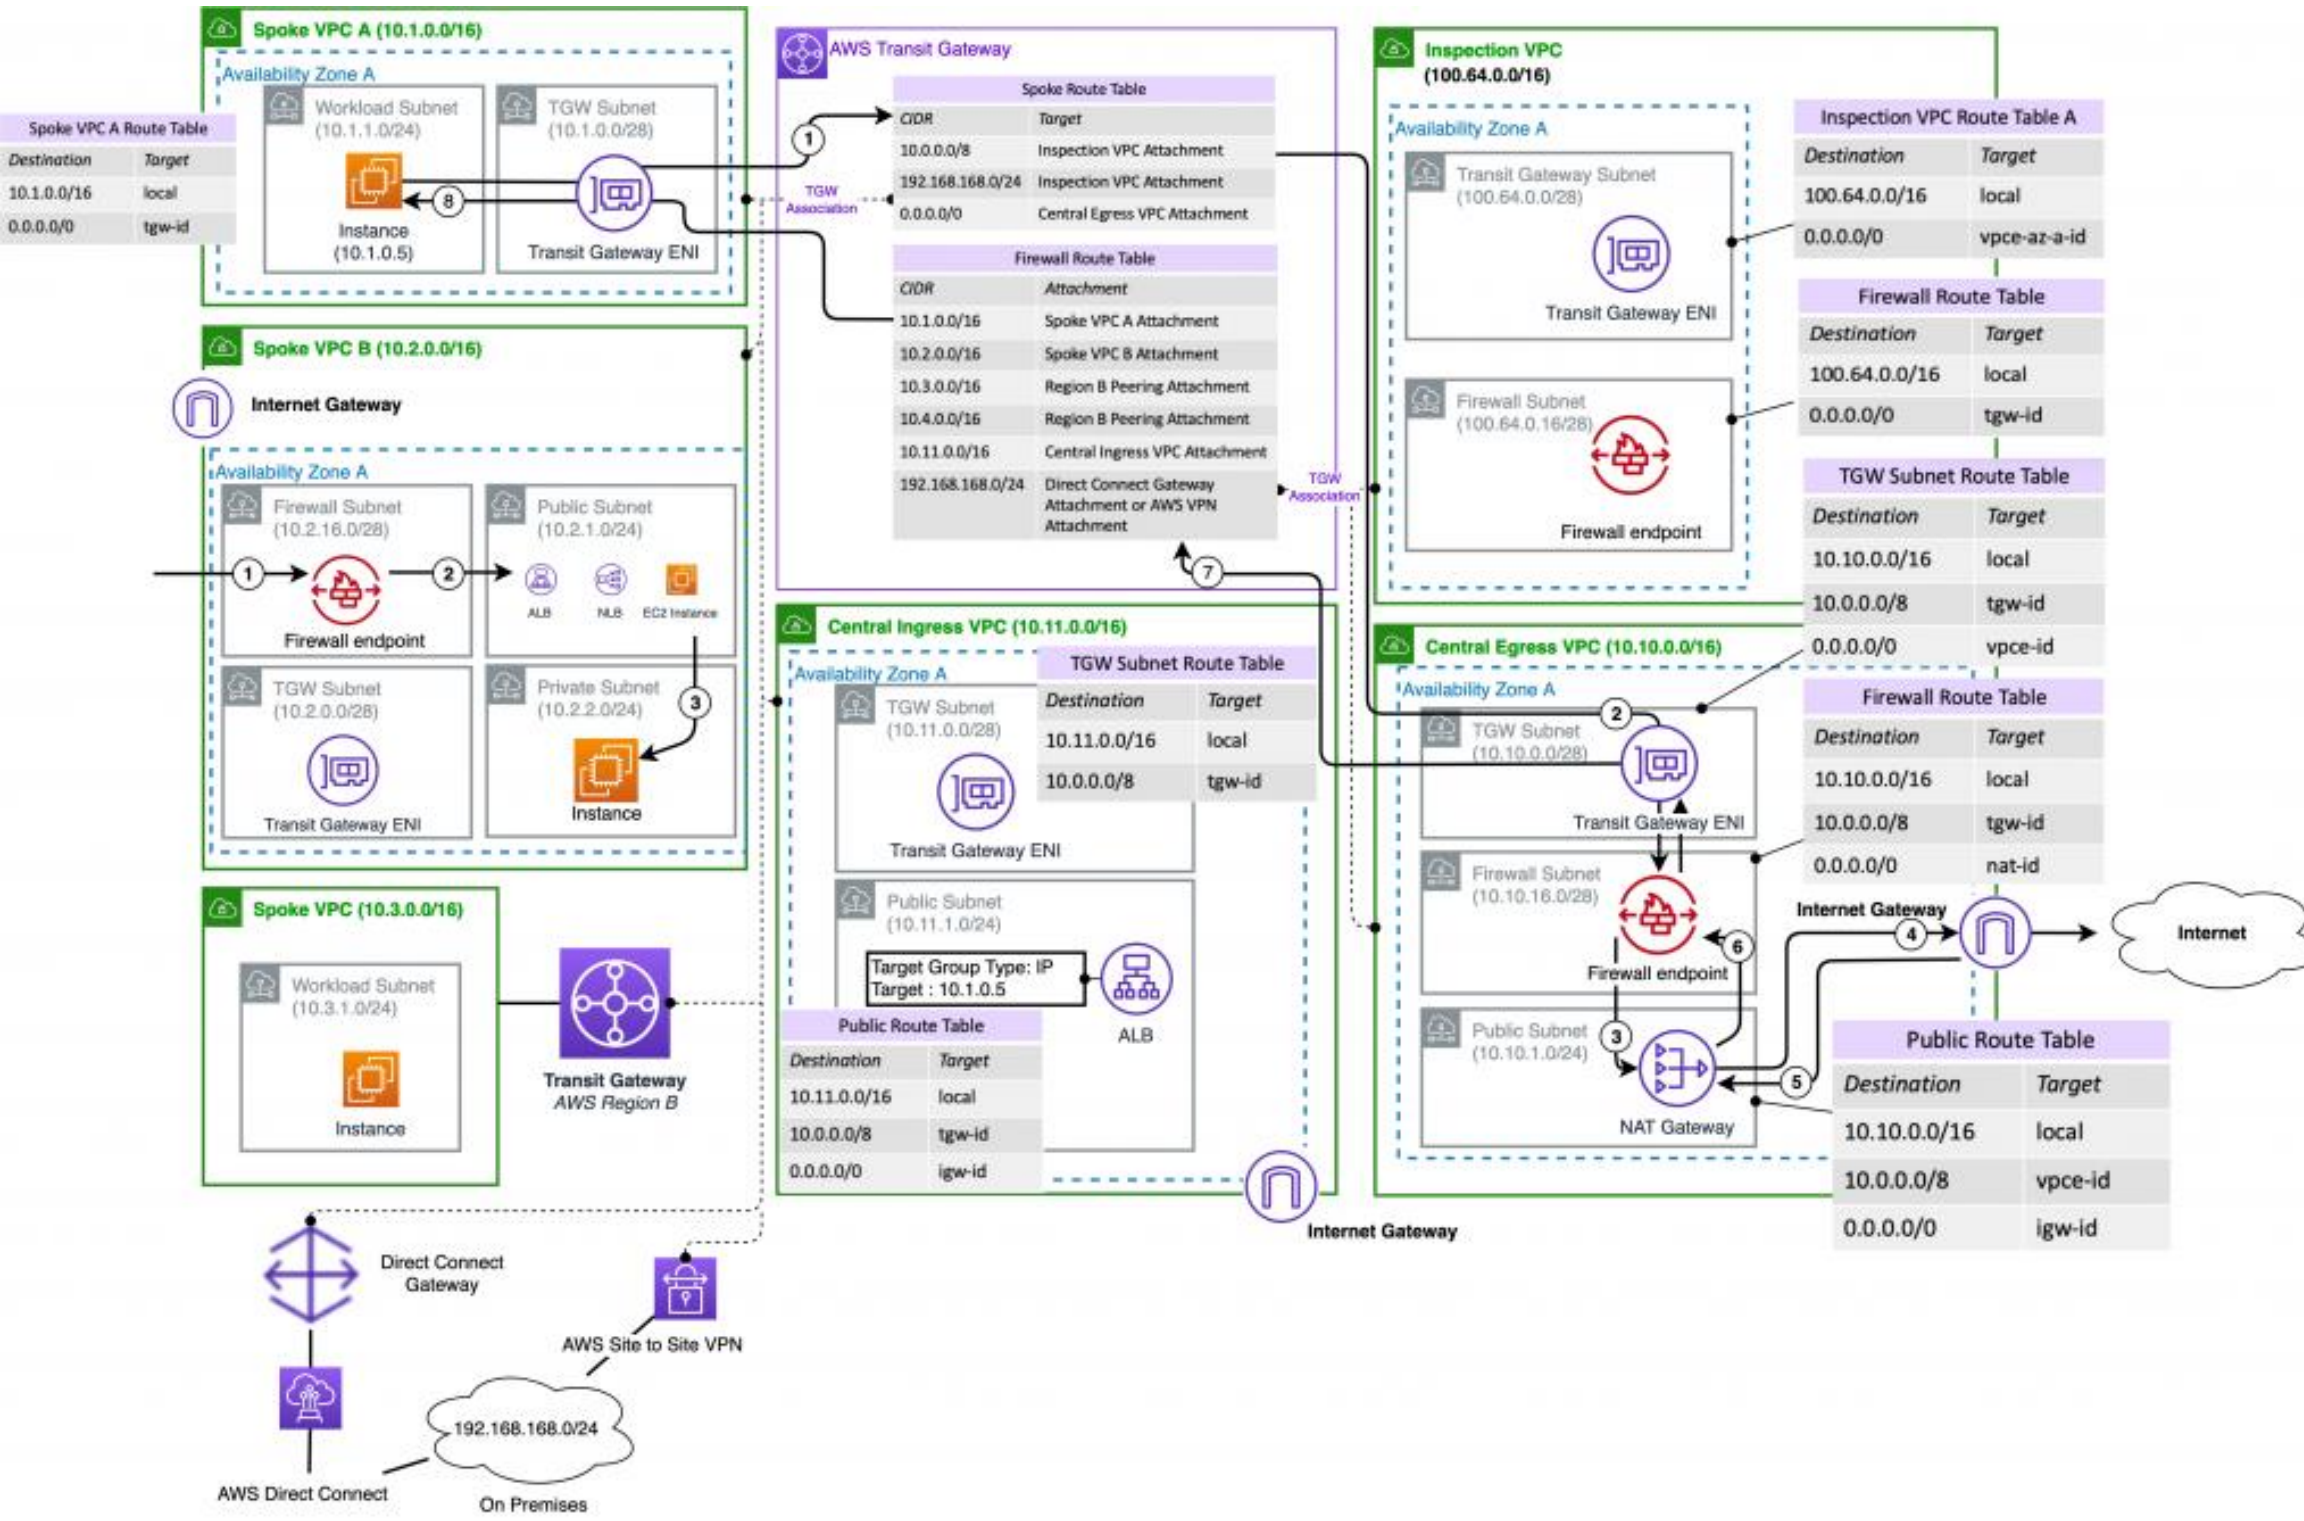 Spoke VPC A (10.1.0.0/16)
Availability Zone A
Workload Subnet
(10.1.1.0/24)
Instance
(10.1.0.5)
TGW Subnet
(10.1.0.0/28)
Transit Gateway ENI
1
8
Spoke VPC A Route Table
Destination Target
10.1.0.0/16 local
0.0.0.0/0 tgw-id
TGW
Association
AWS Transit Gateway
Spoke Route Table
CIDR Target
10.0.0.0/8 Inspection VPC Attachment
192.168.168.0/24 Inspection VPC Attachment
0.0.0.0/0 Central Egress VPC Attachment
Firewall Route Table
CIDR Attachment
10.1.0.0/16 Spoke VPC A Attachment
10.2.0.0/16 Spoke VPC B Attachment
10.3.0.0/16 Region B Peering Attachment
10.4.0.0/16 Region B Peering Attachment
10.11.0.0/16 Central Ingress VPC Attachment
192.168.168.0/24 Direct Connect Gateway
Attachment or AWS VPN
Attachment
7
TGW
Association
Inspection VPC
(100.64.0.0/16)
Availability Zone A
Transit Gateway Subnet
(100.64.0.0/28)
Transit Gateway ENI
Firewall Subnet
(100.64.0.16/28)
Firewall endpoint
Inspection VPC Route Table A
Destination Target
100.64.0.0/16 local
0.0.0.0/0 vpce-az-a-id
Firewall Route Table
Destination Target
100.64.0.0/16 local
0.0.0.0/0 tgw-id
TGW Subnet Route Table
Destination Target
10.10.0.0/16 local
10.0.0.0/8 tgw-id
0.0.0.0/0 vpce-id
Firewall Route Table
Destination Target
10.10.0.0/16 local
10.0.0.0/8 tgw-id
0.0.0.0/0 nat-id
Spoke VPC B (10.2.0.0/16)
Internet Gateway
Availability Zone A
Firewall Subnet
(10.2.16.0/28)
1
2
Firewall endpoint
Public Subnet
(10.2.1.0/24)
ALB
NLB
EC2 Instance
TGW Subnet
(10.2.0.0/28)
Transit Gateway ENI
Private Subnet
(10.2.2.0/24)
3
Instance
Central Ingress VPC (10.11.0.0/16)
Availability Zone A
TGW Subnet
(10.11.0.0/28)
Transit Gateway ENI
TGW Subnet Route Table
Destination Target
10.11.0.0/16 local
10.0.0.0/8 tgw-id
Public Subnet
(10.11.1.0/24)
Target Group Type: IP
Target : 10.1.0.5
ALB
Public Route Table
Destination Target
10.11.0.0/16 local
10.0.0.0/8 tgw-id
0.0.0.0/0 igw-id
Internet Gateway
Central Egress VPC (10.10.0.0/16)
Availability Zone A
TGW Subnet
(10.10.0.0/28)
2
Transit Gateway ENI
Firewall Subnet
(10.10.16.0/28)
6
Firewall endpoint
Public Subnet
(10.10.1.0/24)
3
NAT Gateway
4
5
Internet Gateway
Internet
Public Route Table
Destination Target
10.10.0.0/16 local
10.0.0.0/8 vpce-id
0.0.0.0/0 igw-id
Spoke VPC (10.3.0.0/16)
Workload Subnet
(10.3.1.0/24)
Instance
Transit Gateway
AWS Region B
Direct Connect
Gateway
AWS Site to Site VPN
192.168.168.0/24
AWS Direct Connect
On Premises